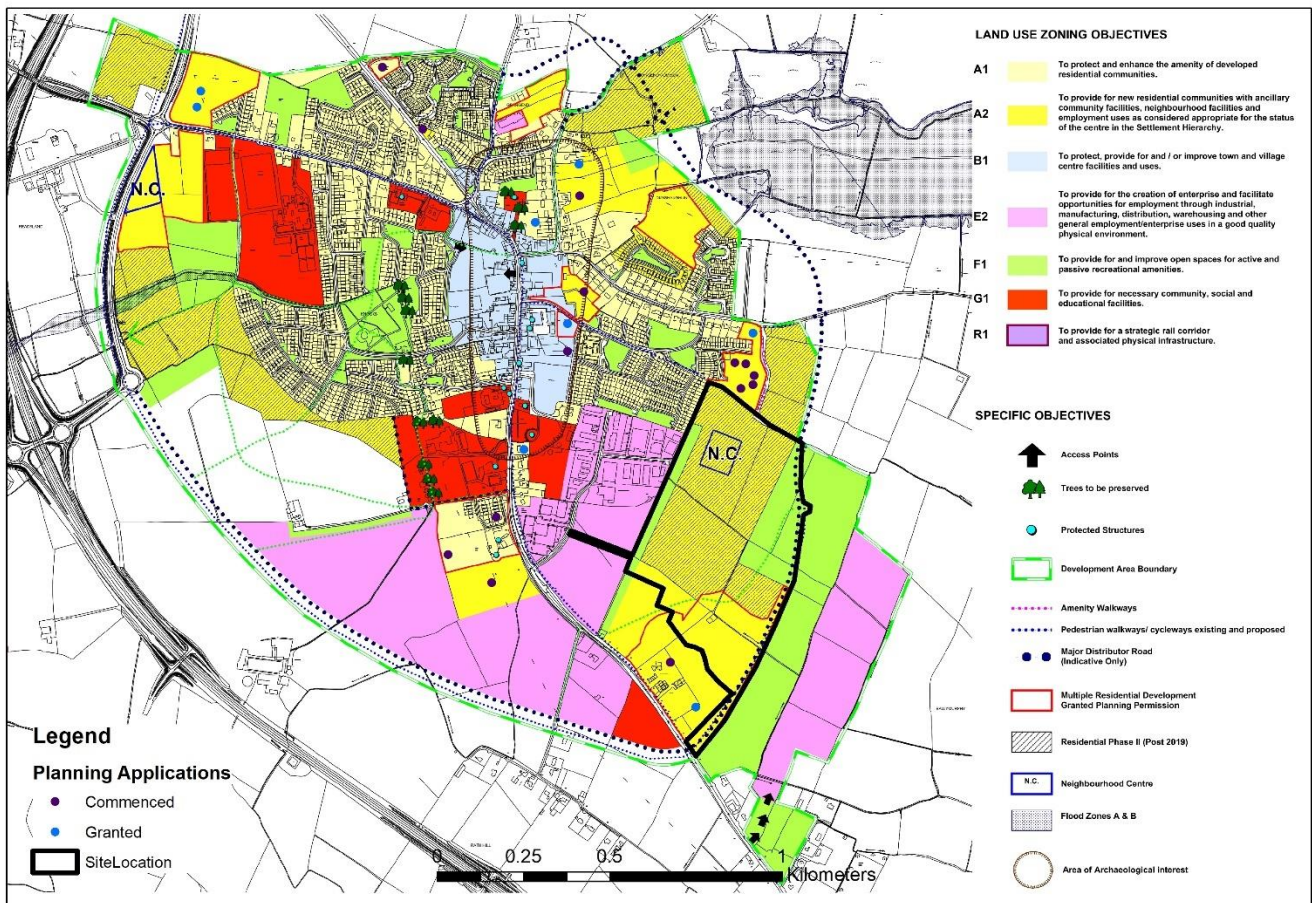 LAND USE ZONING OBJECTIVES
A1
To protect and enhance the amenity of developed
residential communities.
A2
To provide for new residential communities with ancillary
community facilities, neighbourhood facilities and
employment uses as considered appropriate for the status
of the centre in the Settlement Hierarchy.
B1
To protect, provide for and / or improve town and village
centre facilities and uses.
E2
To provide for the creation of enterprise and facilitate
opportunities for employment through industrial,
manufacturing, distribution, warehousing and other
general employment/enterprise uses in a good quality
physical environment.
F1
To provide for and improve open spaces for active and
passive recreational amenities.
G1
To provide for necessary community, social and
educational facilities.
R1
To provide for a strategic rail corridor
and associated physical infrastructure.
SPECIFIC OBJECTIVES
Access Points
Trees to be preserved
Protected Structures
Development Area Boundary
Amenity Walkways
Pedestrian walkways/ cycleways existing and proposed
Major Distributor Road
(Indicative Only)
Multiple Residential Development
Granted Planning Permission
Residential Phase II (Post 2019)
N.C.
Neighbourhood Centre
Flood Zones A & B
Area of Archaeological interest
N.C.
N.C.
Legend
Planning Applications
Commenced
Granted
SiteLocation
0 0.25 0.5 1
Kilometers